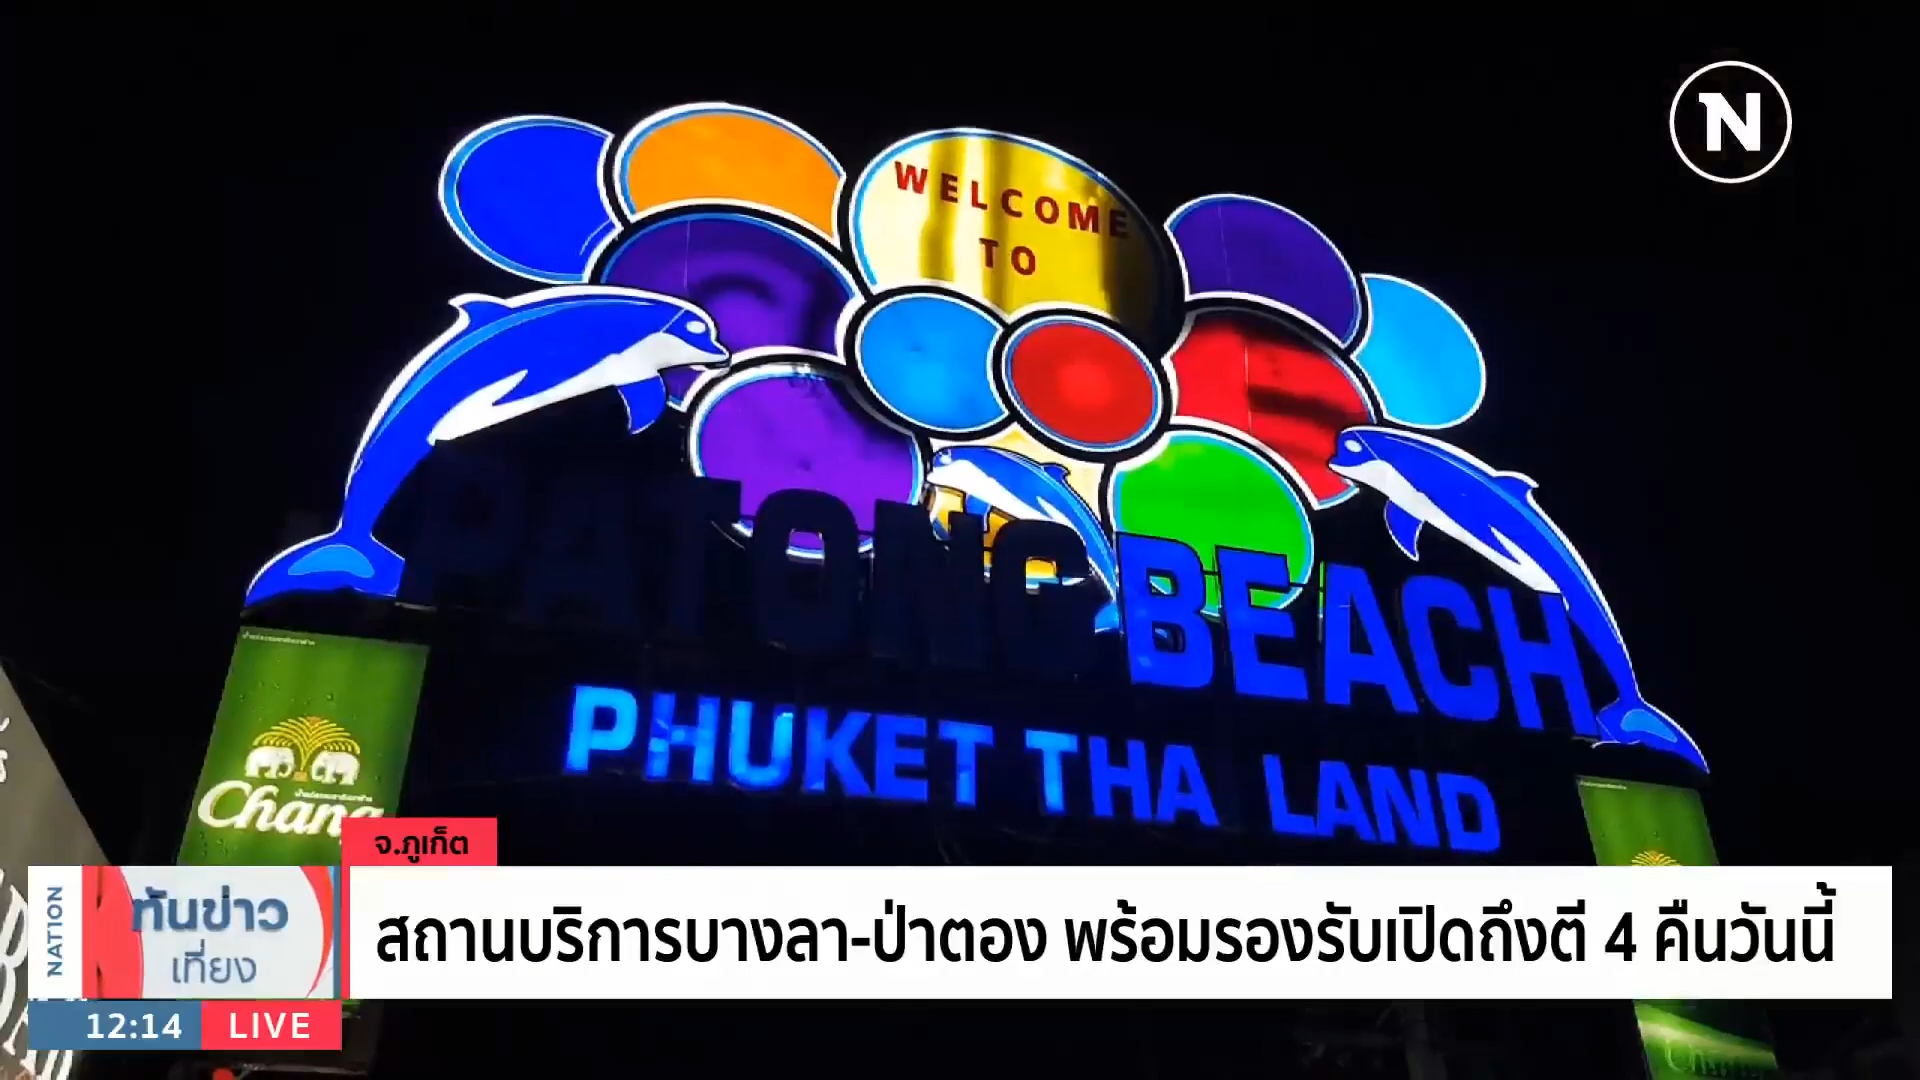 N
WELCOME
TO
PATONG BEACH
PHUKET THA LAND
Chang
จ.ภูเก็ต
NATION
ทันข่าว
เที่ยง
สถานบริการบางลา-ป่าตอง พร้อมรองรับเปิดถึงตี 4 คืนวันนี้
12:14
LIVE
Chang